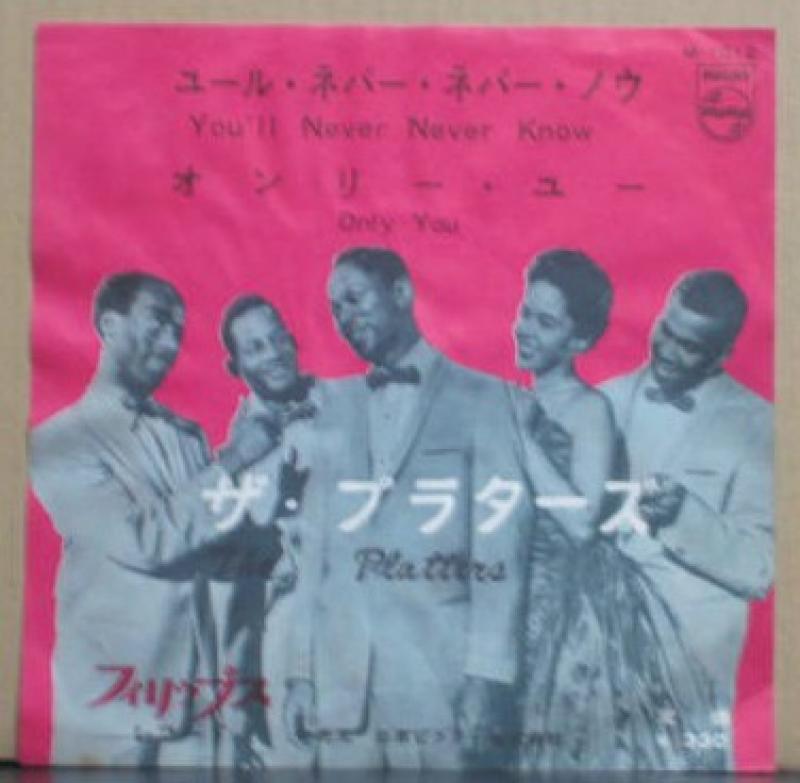 ユール・ネバー・ネバー・ノウ
You'll Never Never Know
オンリー・ユー
Only You
PHILIPS
ザ・プラターズ
The Platters
フィリップス
330